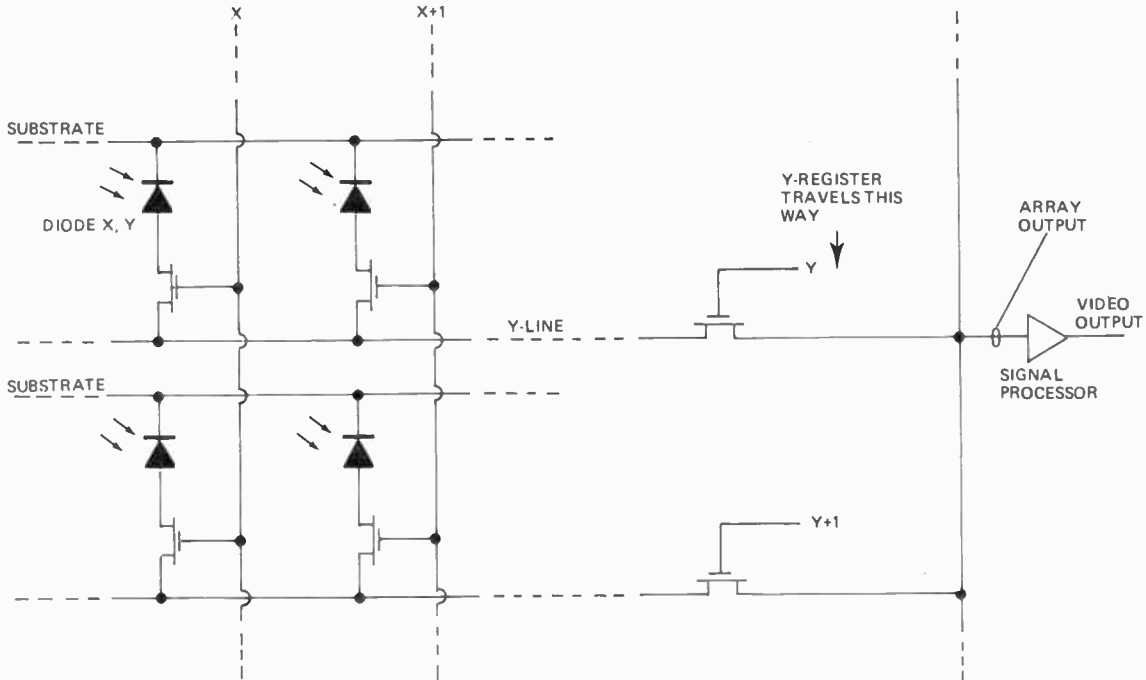 X
X+1
SUBSTRATE
DIODE X, Y
Y-REGISTER
TRAVELS THIS
WAY
Y
ARRAY
OUTPUT
Y-LINE
VIDEO
OUTPUT
SIGNAL
PROCESSOR
SUBSTRATE
Y+1